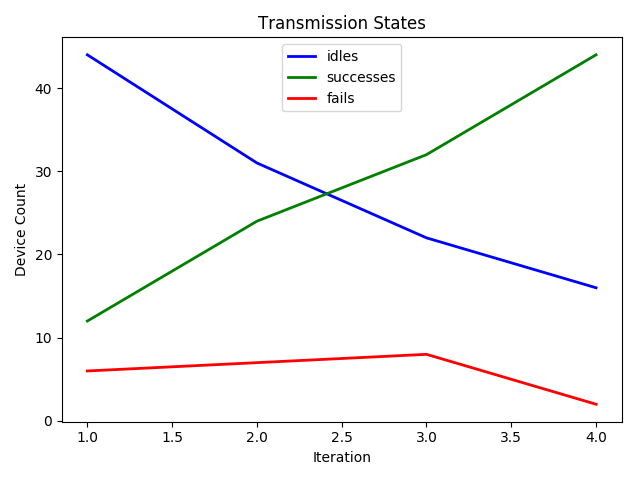 Transmission States
idles
successes
fails
Device Count
40
30
20
10
0
1.0 1.5 2.0 2.5 3.0 3.5 4.0
Iteration